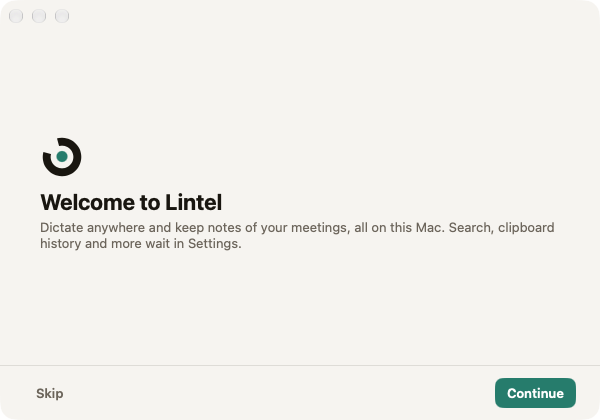 Welcome to Lintel
Dictate anywhere and keep notes of your meetings, all on this Mac. Search, clipboard
history and more wait in Settings.
Skip
Continue